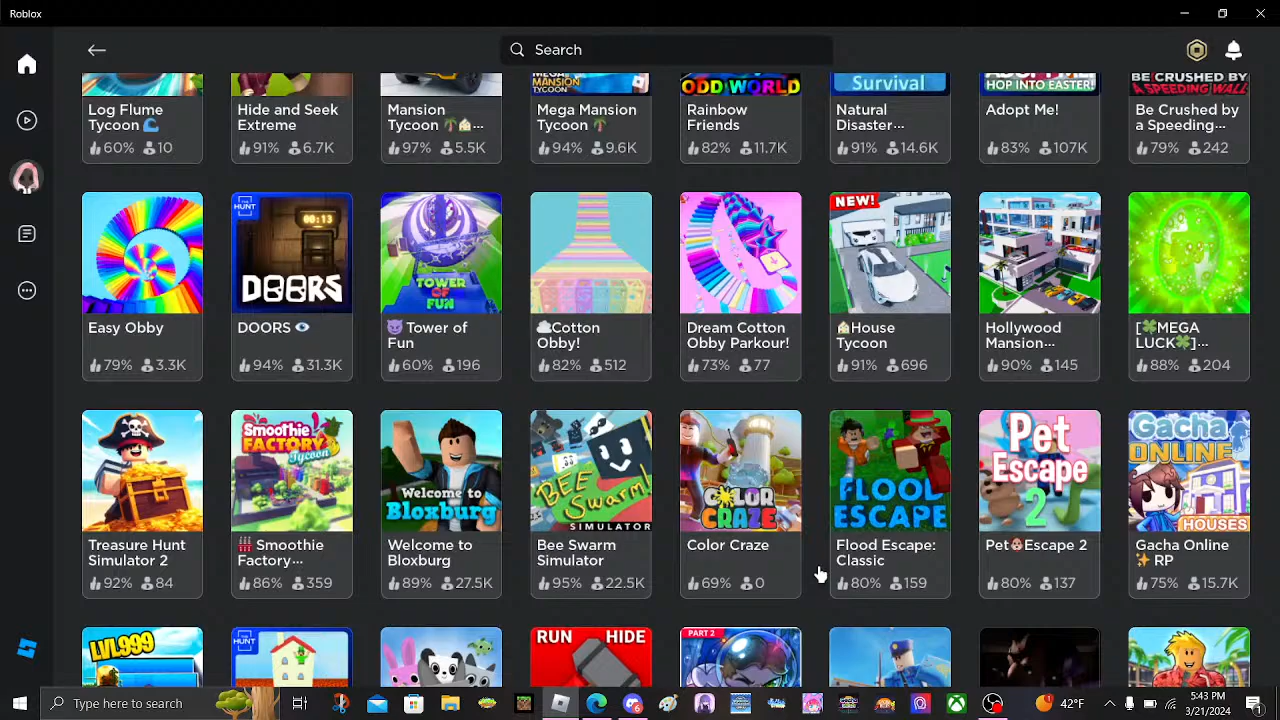 Roblox
Search
MEGA
MANSION
TYCOON
ODD WORLD
Survival
ADOPT ME!
HOP INTO EASTER!
BE CRUSHED BY
A SPEEDING WALL
Log Flume
Tycoon 🌊
60% 10
Hide and Seek
Extreme
91% 6.7K
Mansion
Tycoon 🌴🏠...
97% 5.5K
Mega Mansion
Tycoon 🌴
94% 9.6K
Rainbow
Friends
82% 11.7K
Natural
Disaster...
91% 14.6K
Adopt Me!
83% 107K
Be Crushed by
a Speeding...
79% 242
THE
HUNT
00:13
DOORS
TOWER
OF
FUN
NEW!
Easy Obby
79% 3.3K
DOORS 👁️
94% 31.3K
😈 Tower of
Fun
60% 196
☁️Cotton
Obby!
82% 512
Dream Cotton
Obby Parkour!
73% 77
🏠House
Tycoon
91% 696
Hollywood
Mansion...
90% 145
[🍀MEGA
LUCK🍀]...
88% 204
Smoothie
FACTORY
Tycoon
Welcome to
Bloxburg
BEE SWARM!
SIMULATOR
COLOR
CRAZE
FLOOD
ESCAPE
Pet
Escape
2
Gacha
ONLINE
HOUSES
Treasure Hunt
Simulator 2
92% 84
Smoothie
Factory...
86% 359
Welcome to
Bloxburg
89% 27.5K
Bee Swarm
Simulator
95% 22.5K
Color Craze
69% 0
Flood Escape:
Classic
80% 159
Pet🐵Escape 2
80% 137
Gacha Online
✨RP
75% 15.7K
LVL999
THE
HUNT
RUN HIDE
PART 2
Type here to search
42°F
5:43 PM
3/21/2024
1